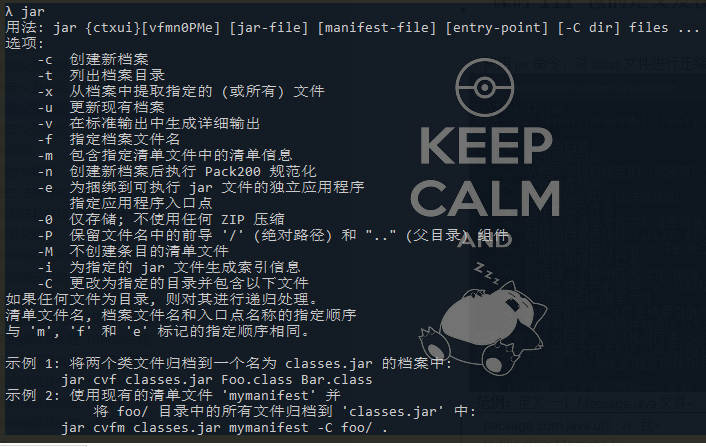 λ jar
用法: jar {ctxui}[vfmn0PMe] [jar-file] [manifest-file] [entry-point] [-C dir] files ...
选项:
-c 创建新档案
-t 列出档案目录
-x 从档案中提取指定的 (或所有) 文件
-u 更新现有档案
-v 在标准输出中生成详细输出
-f 指定档案文件名
-m 包含指定清单文件中的清单信息
-n 创建新档案后执行 Pack200 规范化
-e 为捆绑到可执行 jar 文件的独立应用程序
指定应用程序入口点
-0 仅存储; 不使用任何 ZIP 压缩
-P 保留文件名中的前导 '/' (绝对路径) 和 ".." (父目录) 组件
-M 不创建条目的清单文件
-i 为指定的 jar 文件生成索引信息
-C 更改为指定的目录并包含以下文件
如果任何文件为目录, 则对其进行递归处理。
清单文件名, 档案文件名和入口点名称的指定顺序
与 'm', 'f' 和 'e' 标记的指定顺序相同。
示例 1: 将两个类文件归档到一个名为 classes.jar 的档案中:
jar cvf classes.jar Foo.class Bar.class
示例 2: 使用现有的清单文件 'mymanifest' 并
将 foo/ 目录中的所有文件归档到 'classes.jar' 中:
jar cvfm classes.jar mymanifest -C foo/ .
KEEP
CALM
AND
zzz